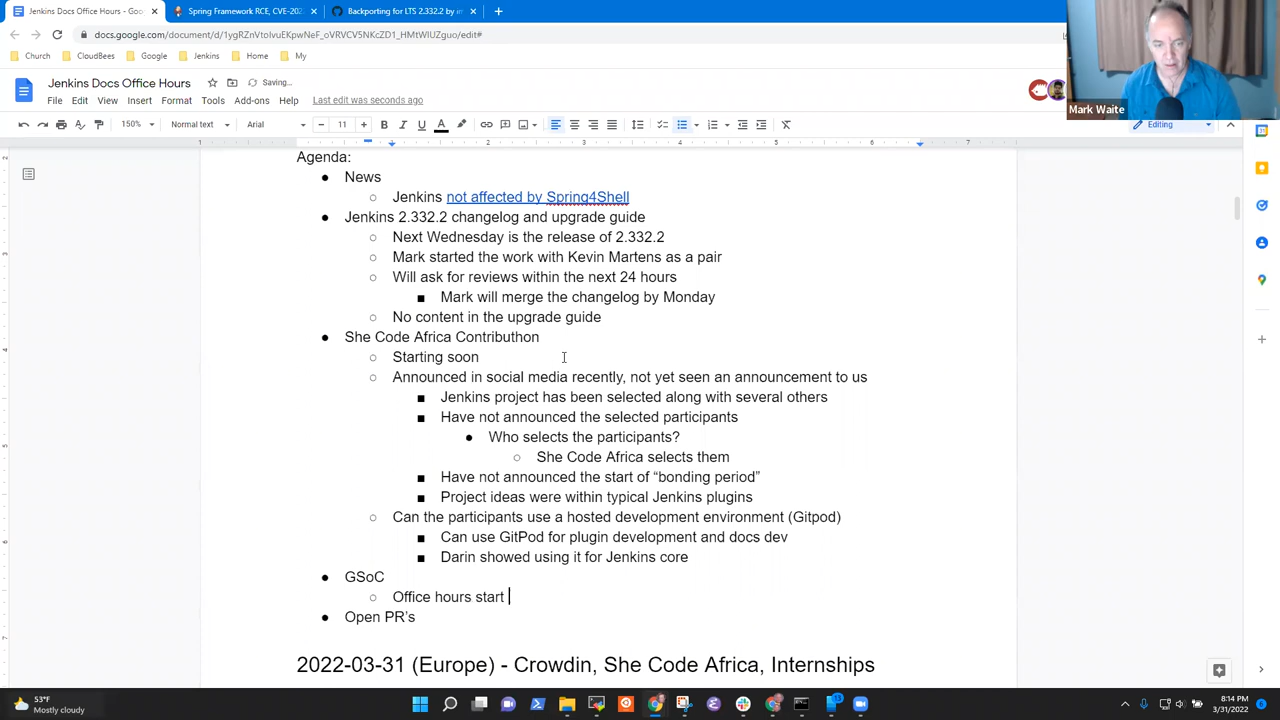 Jenkins Docs Office Hours - Goo
Spring Framework RCE, CVE-202
Backporting for LTS 2.332.2 by m
docs.google.com/document/d/1ygRZnVtoIvuEKpwNeF_oVRVCV5NKcZD1_HMtWIUZguo/edit#
Church CloudBees Google Jenkins Home My
Jenkins Docs Office Hours Saving...
File Edit View Insert Format Tools Add-ons Help Last edit was seconds ago
Mark Waite
150% Normal text Arial 11 Editing
Agenda:
News
Jenkins not affected by Spring4Shell
Jenkins 2.332.2 changelog and upgrade guide
Next Wednesday is the release of 2.332.2
Mark started the work with Kevin Martens as a pair
Will ask for reviews within the next 24 hours
Mark will merge the changelog by Monday
No content in the upgrade guide
She Code Africa Contributhon
Starting soon
Announced in social media recently, not yet seen an announcement to us
Jenkins project has been selected along with several others
Have not announced the selected participants
Who selects the participants?
She Code Africa selects them
Have not announced the start of “bonding period”
Project ideas were within typical Jenkins plugins
Can the participants use a hosted development environment (Gitpod)
Can use GitPod for plugin development and docs dev
Darin showed using it for Jenkins core
GSoC
Office hours start
Open PR’s
2022-03-31 (Europe) - Crowdin, She Code Africa, Internships
53°F
Mostly cloudy
8:14 PM
3/31/2022